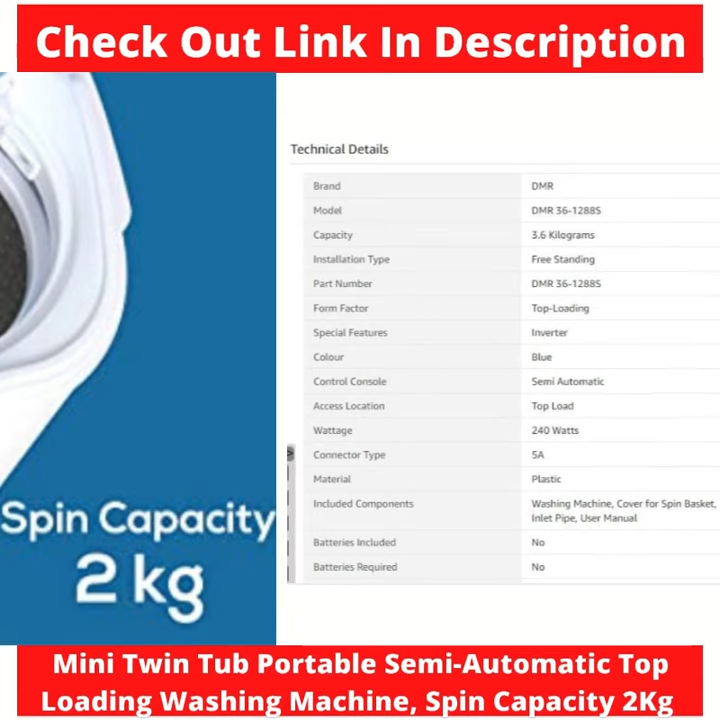 Check Out Link In Description
Technical Details
Brand DMR
Model DMR 36-1288S
Capacity 3.6 Kilograms
Installation Type Free Standing
Part Number DMR 36-1288S
Form Factor Top-Loading
Special Features Inverter
Colour Blue
Control Console Semi Automatic
Access Location Top Load
Wattage 240 Watts
Connector Type 5A
Material Plastic
Included Components Washing Machine, Cover for Spin Basket,
Inlet Pipe, User Manual
Batteries Included No
Batteries Required No
Spin Capacity
2 kg
Mini Twin Tub Portable Semi-Automatic Top
Loading Washing Machine, Spin Capacity 2Kg